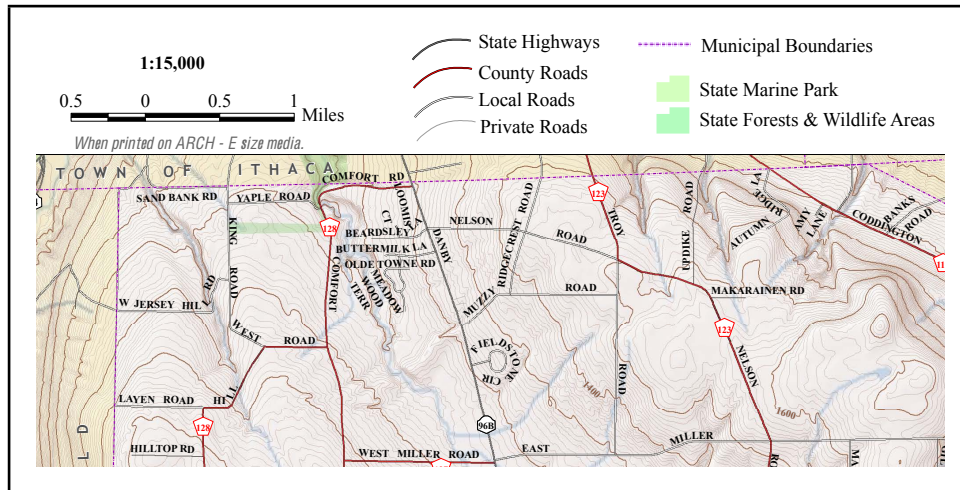 1:15,000
0.5 0 0.5 1 Miles
When printed on ARCH - E size media.
State Highways
County Roads
Local Roads
Private Roads
Municipal Boundaries
State Marine Park
State Forests & Wildlife Areas
TOWN OF ITHACA
COMFORT RD
SAND BANK RD
YAPLE ROAD
KING ROAD
128
BEARDSLEY
LOOMIS CT
DANBY
NELSON ROAD
RIDGECREST ROAD
123
TROY
UPDIKE ROAD
RIDGE LA
AUTUMN
AMY LANE
BANKS ROAD
CODDINGTON
11
BUTTERMILK LA
OLDE TOWNE RD
MEADOW WOOD TERR
COMFORT
W JERSEY HILL RD
MUZZY ROAD
MAKARAINEN RD
123
NELSON
WEST ROAD
FIELDSTONE CIR
ROAD
1400
1600
LAYEN ROAD
HILL
128
96B
HILLTOP RD
WEST MILLER ROAD
EAST MILLER
RO
MA
L D